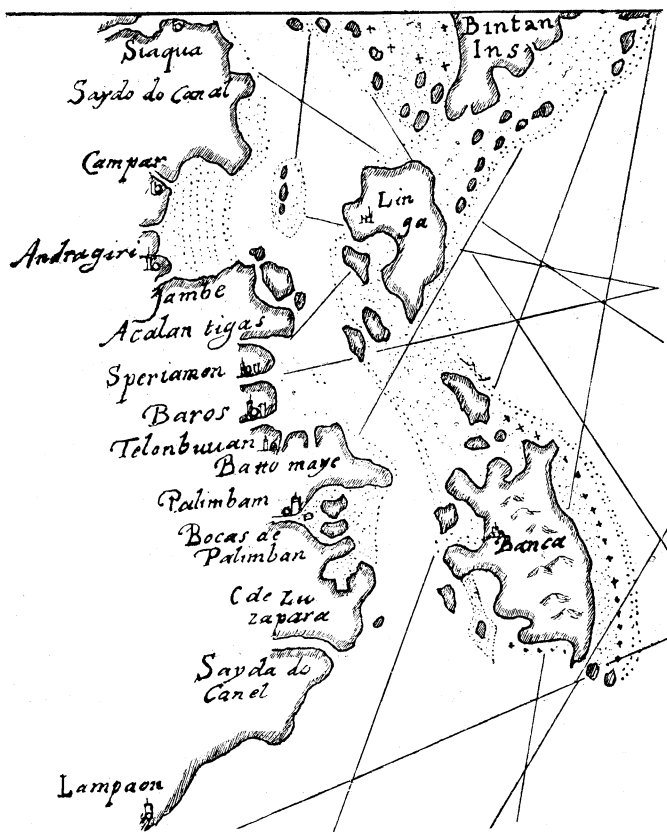 Siaqua
Bintan
Ins
Saydo do Canal
Campar
Lin
ga
Andragiri
Jambe
Acalan tigas
Speriamon
Baros
Telonbuuan
Batto maye
Palimbam
Bocas de
Palimban
Banca
C de Lu
zapara
Sayda do
Canel
Lampaon